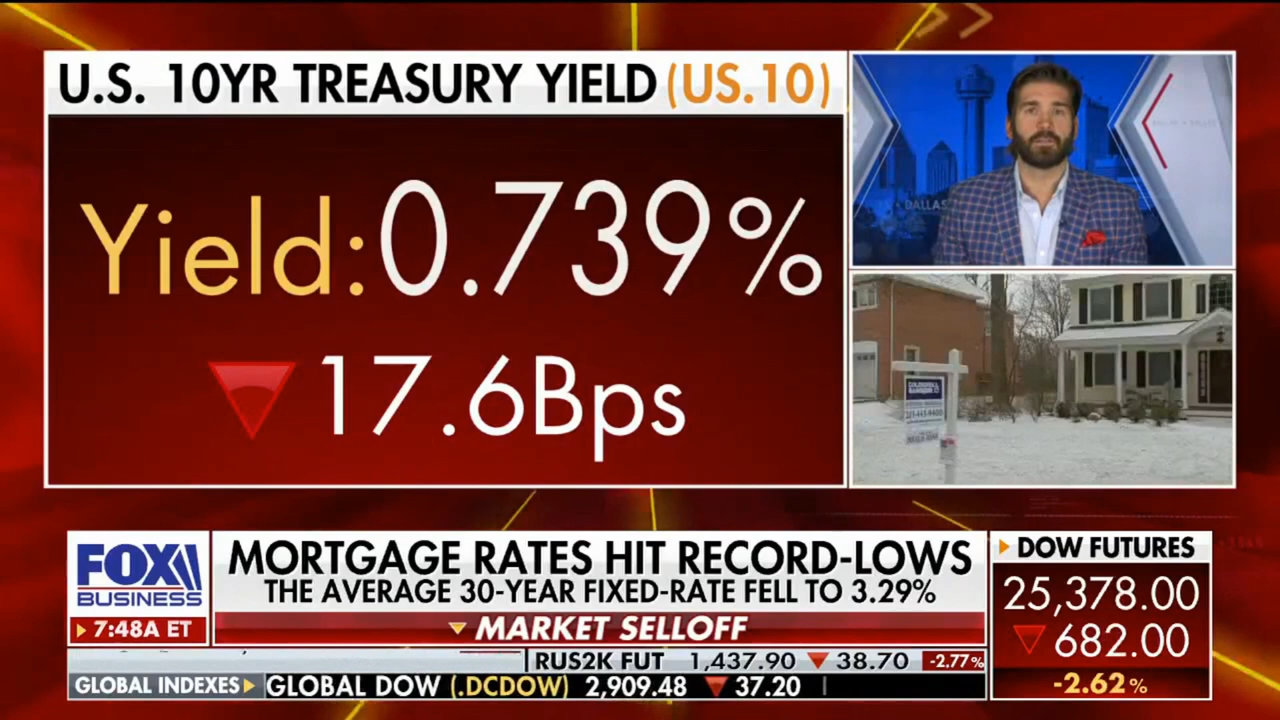 U.S. 10YR TREASURY YIELD (US.10)
Yield: 0.739%
▼ 17.6Bps
DALLAS
COLDWELL
BANKER
FOX
BUSINESS
7:48A ET
MORTGAGE RATES HIT RECORD-LOWS
THE AVERAGE 30-YEAR FIXED-RATE FELL TO 3.29%
MARKET SELLOFF
DOW FUTURES
25,378.00
▼ 682.00
-2.62%
RUS2K FUT 1,437.90 ▼ 38.70 -2.77%
GLOBAL INDEXES GLOBAL DOW (.DCDOW) 2,909.48 ▼ 37.20